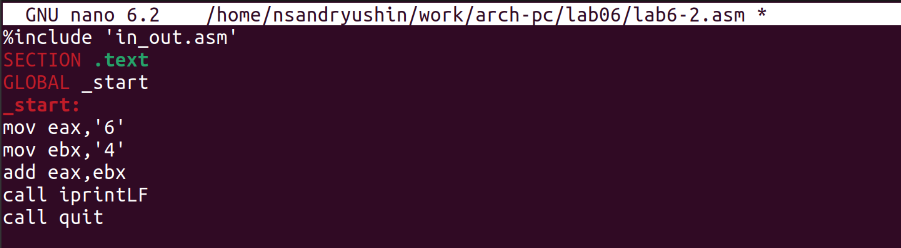 GNU nano 6.2    /home/nsandryushin/work/arch-pc/lab06/lab6-2.asm *
%include 'in_out.asm'
SECTION .text
GLOBAL _start
_start:
mov eax,'6'
mov ebx,'4'
add eax,ebx
call iprintLF
call quit